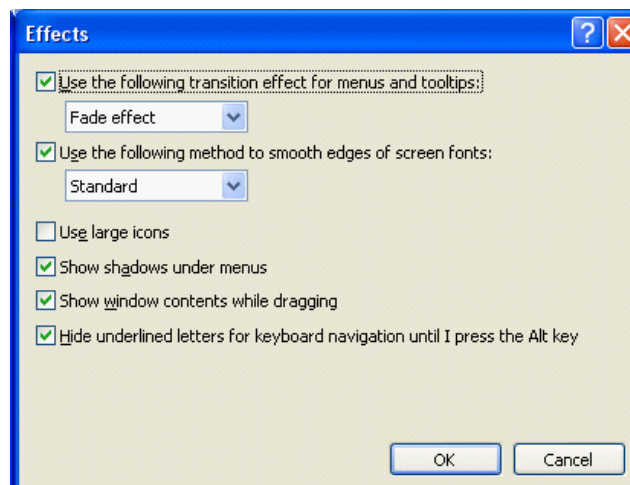 Effects
Use the following transition effect for menus and tooltips:
Fade effect
Use the following method to smooth edges of screen fonts:
Standard
Use large icons
Show shadows under menus
Show window contents while dragging
Hide underlined letters for keyboard navigation until I press the Alt key
OK Cancel